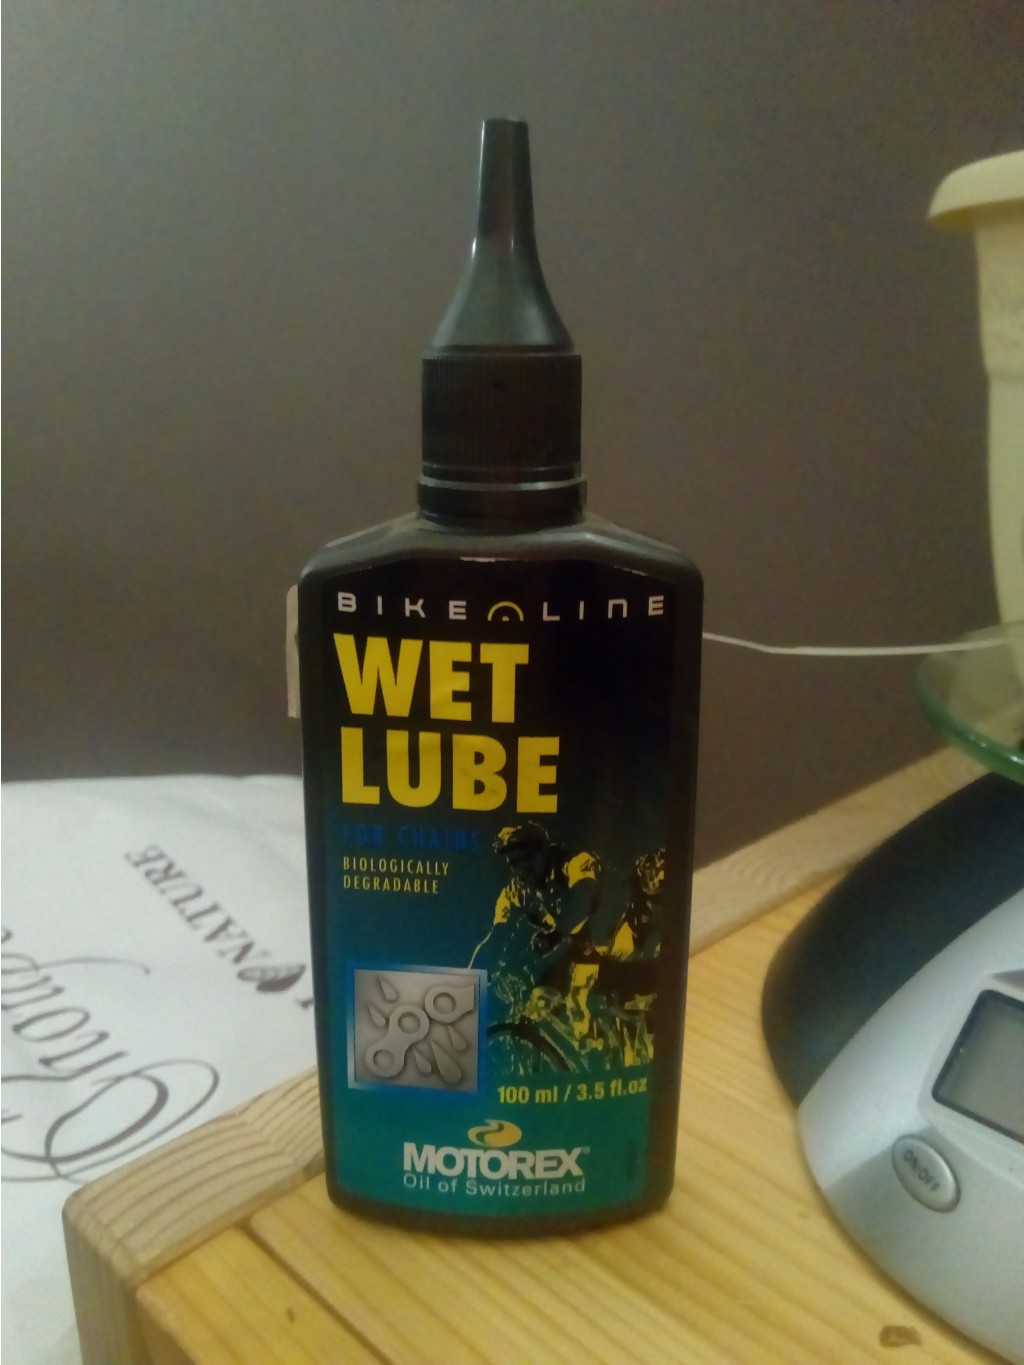 BIKE LINE
WET
LUBE
FOR CHAINS
BIOLOGICALLY
DEGRADABLE
100 ml / 3.5 fl.oz
MOTOREX®
Oil of Switzerland
NATURE
ON/OFF